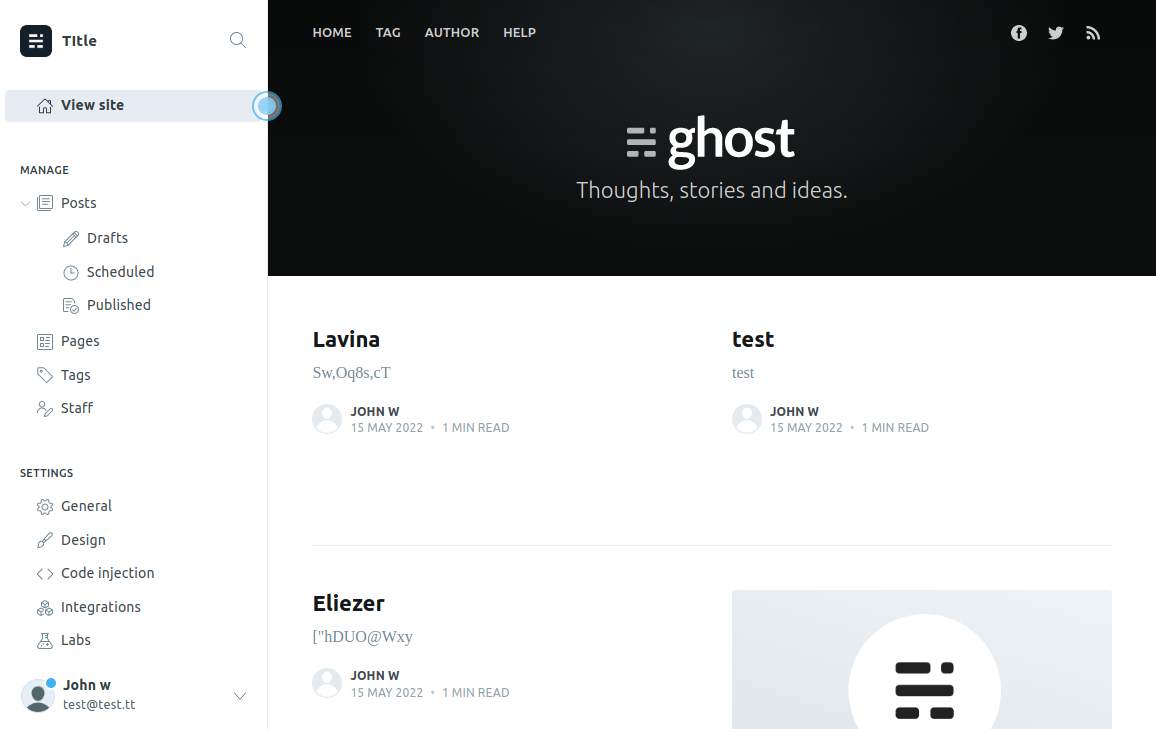 TItle
View site
MANAGE
Posts
Drafts
Scheduled
Published
Pages
Tags
Staff
SETTINGS
General
Design
Code injection
Integrations
Labs
John w
test@test.tt
HOME TAG AUTHOR HELP
ghost
Thoughts, stories and ideas.
Lavina
Sw,Oq8s,cT
JOHN W
15 MAY 2022 • 1 MIN READ
test
test
JOHN W
15 MAY 2022 • 1 MIN READ
Eliezer
["hDUO@Wxy
JOHN W
15 MAY 2022 • 1 MIN READ